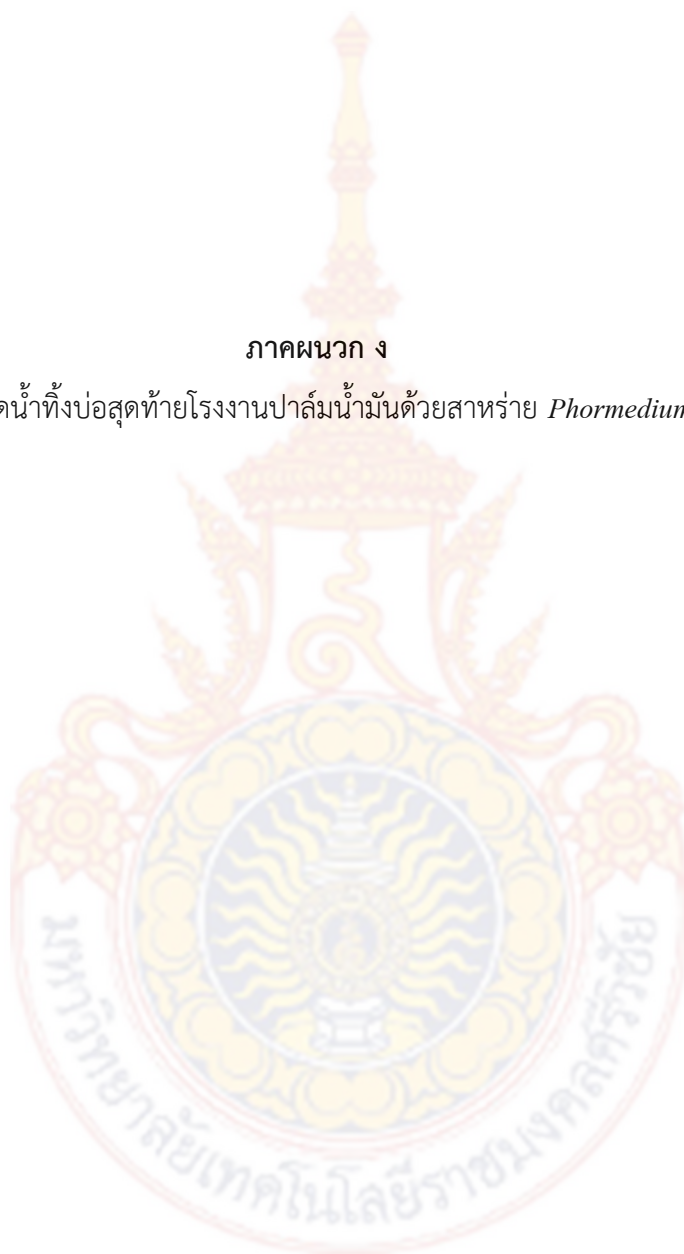 ภาคผนวก ง
ดน้ำทิ้งบ่อสุดท้ายโรงงานปาล์มน้ำมันด้วยสาหร่าย Phormedium
มหาวิทยาลัยเทคโนโลยีราชมงคลศรีวิชัย